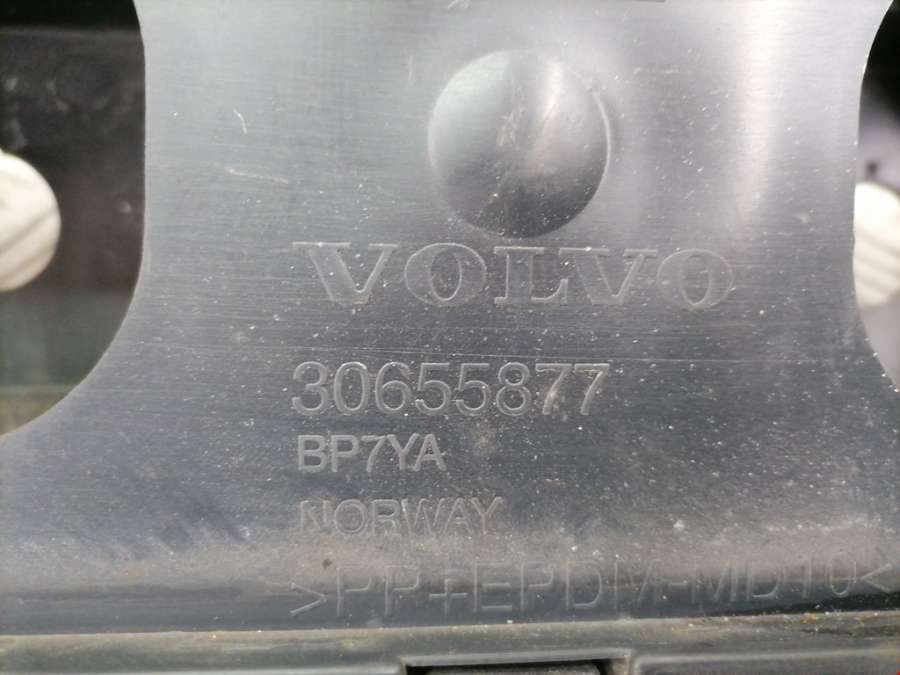 VOLVO
30655877
BP7YA
NORWAY
>PP+EPDM-MD10<